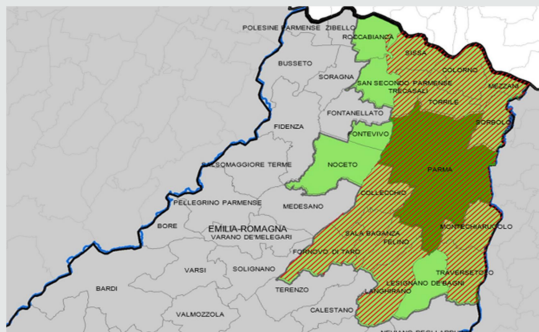 POLESINE PARMENSE ZIBELLO
ROCCABIANZA
SISSA
BUSSETO
COLORNO
SORAGNA
SAN SECONDO PARMENSE
MEZZANI
TRECASALI
TORRILE
FONTANELLATO
SORBOLO
FIDENZA
FONTEVIVO
SALSOMAGGIORE TERME
NOCETO
PARMA
COLLECCHIO
PELLEGRINO PARMENSE
MEDESANO
BORE
EMILIA-ROMAGNA
MONTECHIARUGOLO
VARANO DE'MELEGARI
SALA BAGANZA
FELINO
FORNOVO DI TARO
VARSI
SOLIGNANO
TRAVERSETOLO
LESIGNANO DE'BAGNI
BARDI
TERENZO
LANGHIRANO
VALMOZZOLA
CALESTANO